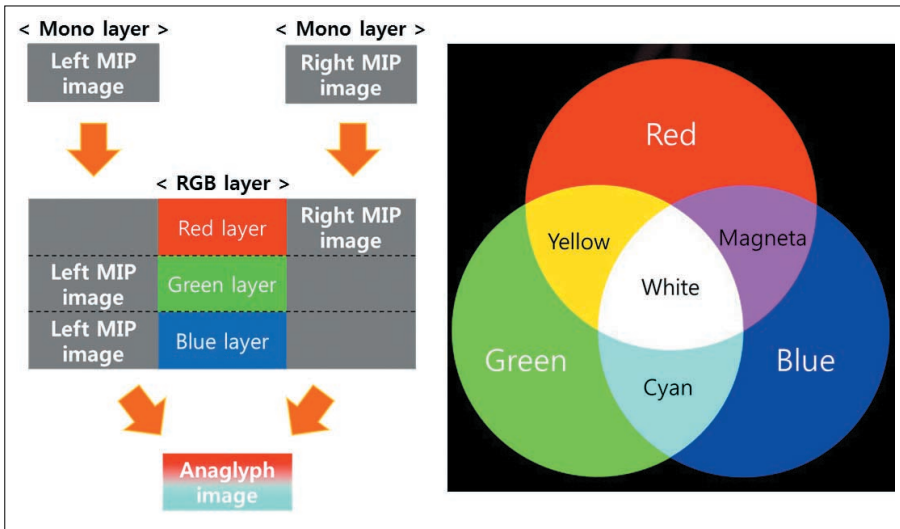 < Mono layer >
< Mono layer >
Left MIP
image
Right MIP
image
< RGB layer >
Red layer
Right MIP
image
Left MIP
image
Green layer
Left MIP
image
Blue layer
Anaglyph
image
Red
Yellow
Magneta
White
Green
Blue
Cyan